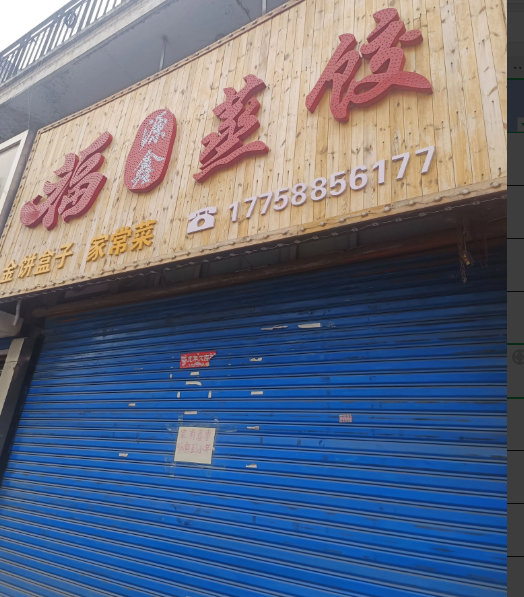 福 源鑫 蒸 饺
17758856177
金饼盒子 家常菜